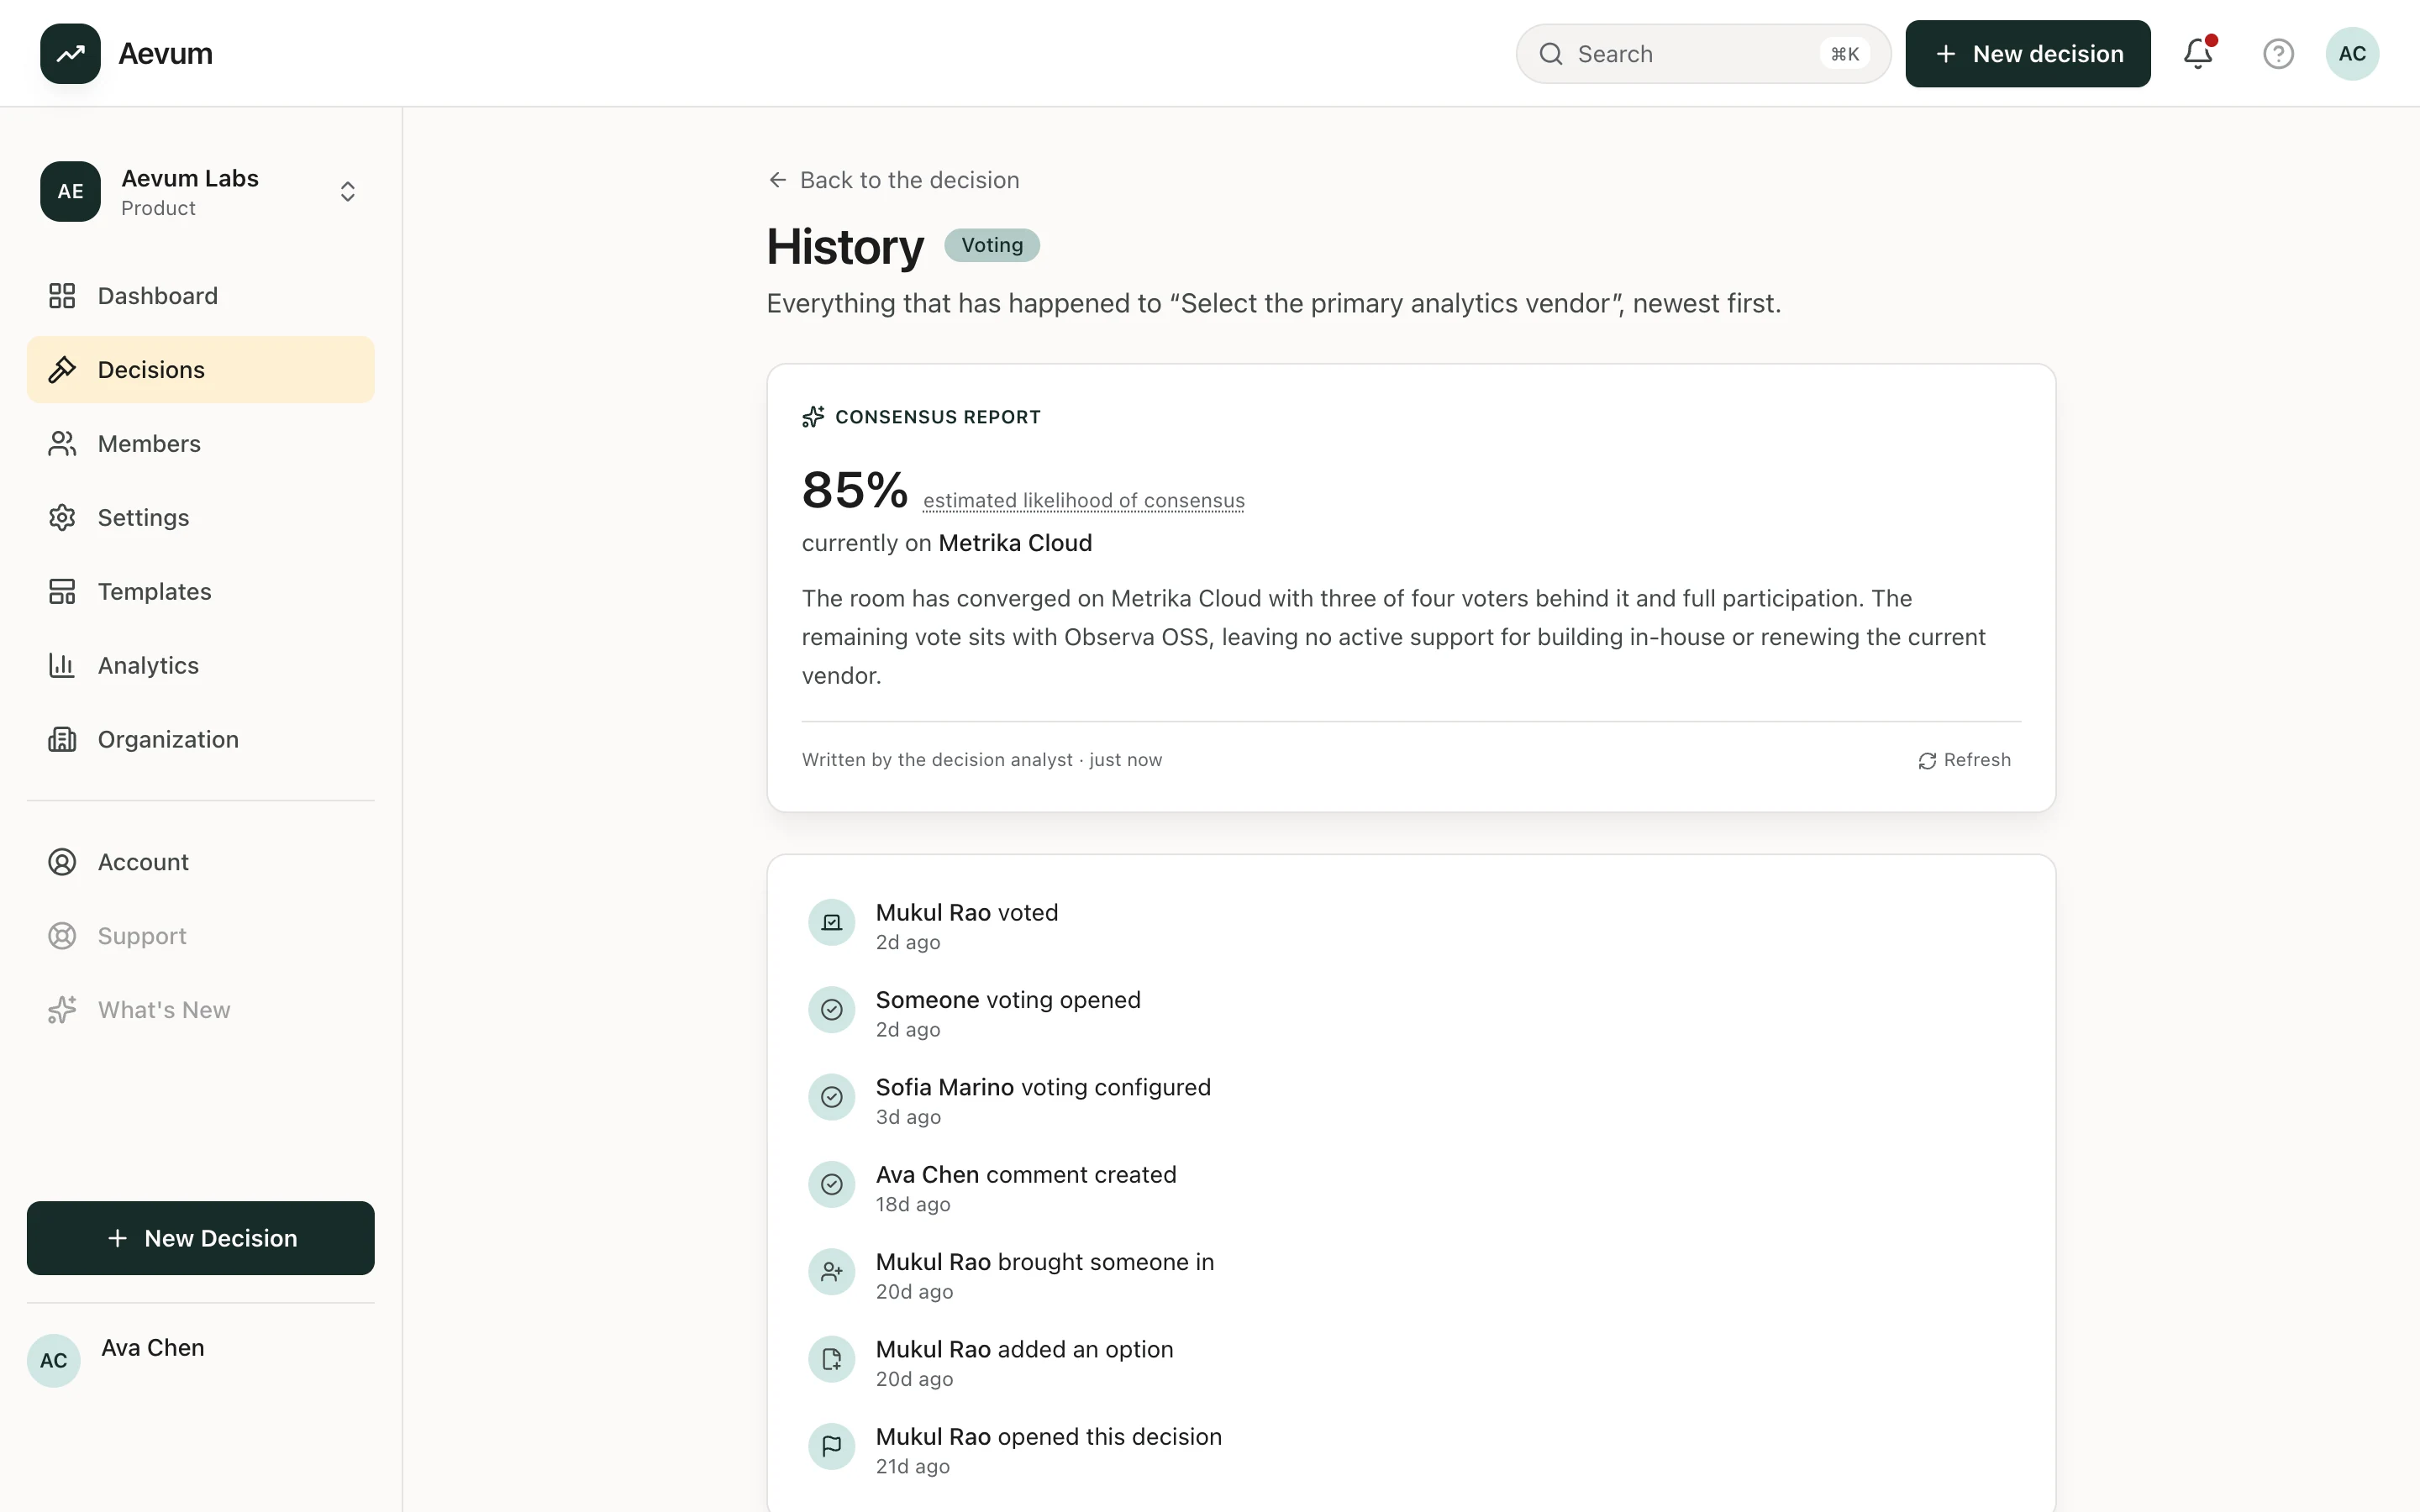 Aevum
Search
⌘K
New decision
AC
AE
Aevum Labs
Product
Dashboard
Decisions
Members
Settings
Templates
Analytics
Organization
Account
Support
What's New
New Decision
AC
Ava Chen
Back to the decision
History
Voting
Everything that has happened to “Select the primary analytics vendor”, newest first.
CONSENSUS REPORT
85% estimated likelihood of consensus
currently on Metrika Cloud
The room has converged on Metrika Cloud with three of four voters behind it and full participation. The
remaining vote sits with Observa OSS, leaving no active support for building in-house or renewing the current
vendor.
Written by the decision analyst · just now
Refresh
Mukul Rao voted
2d ago
Someone voting opened
2d ago
Sofia Marino voting configured
3d ago
Ava Chen comment created
18d ago
Mukul Rao brought someone in
20d ago
Mukul Rao added an option
20d ago
Mukul Rao opened this decision
21d ago